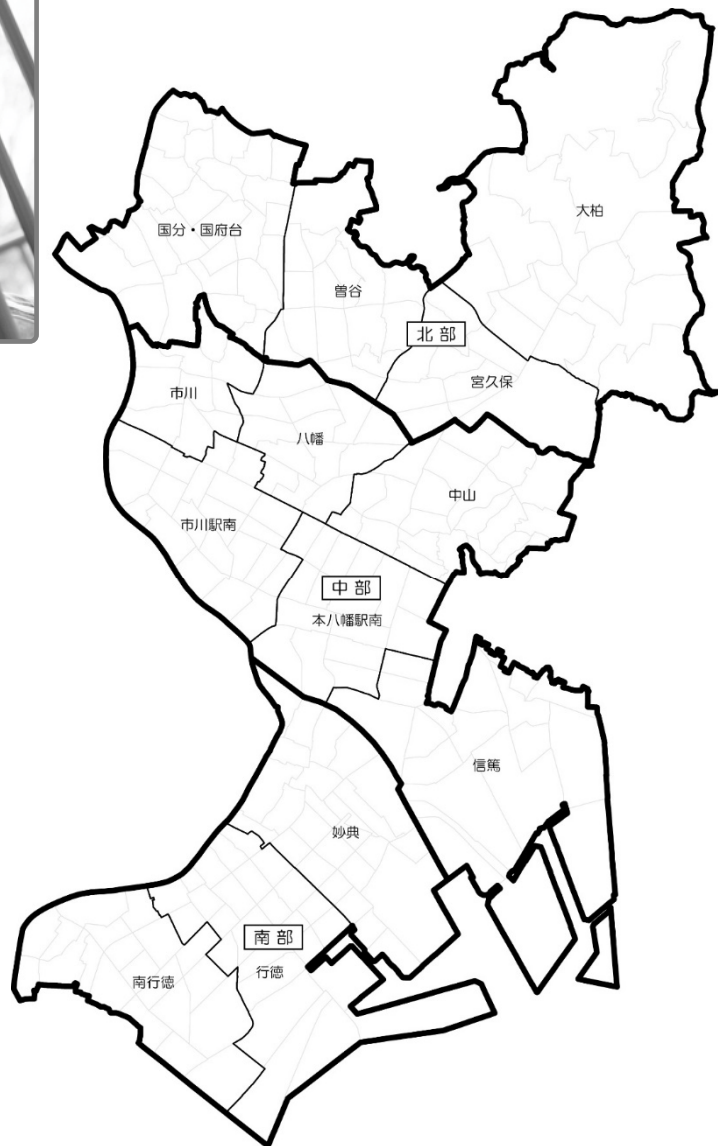 大柏
国分・国府台
曽谷
北部
宮久保
市川
八幡
中山
市川駅南
中部
本八幡駅南
信篤
妙典
南部
行徳
南行徳